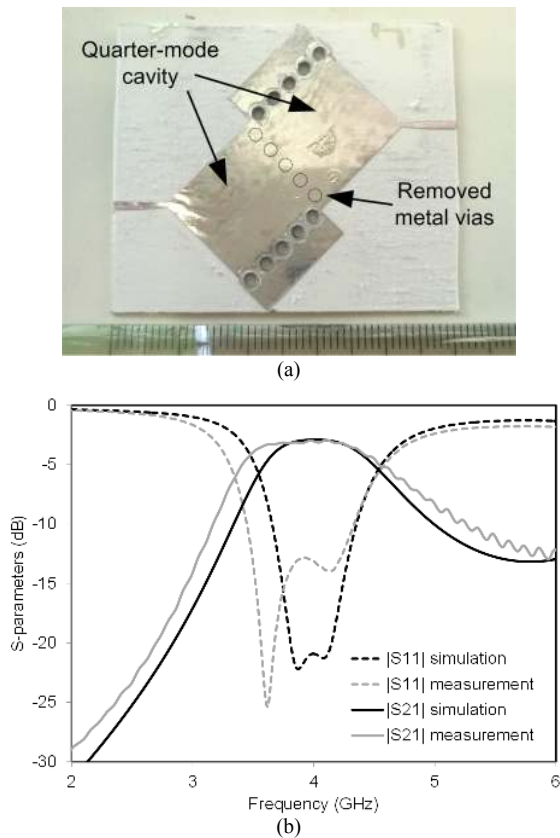 Quarter-mode
cavity
Removed
metal vias
(a)
0
-5
-10
-15
-20
-25
-30
S-parameters (dB)
|S11| simulation
|S11| measurement
|S21| simulation
|S21| measurement
2
3
4
5
6
Frequency (GHz)
(b)